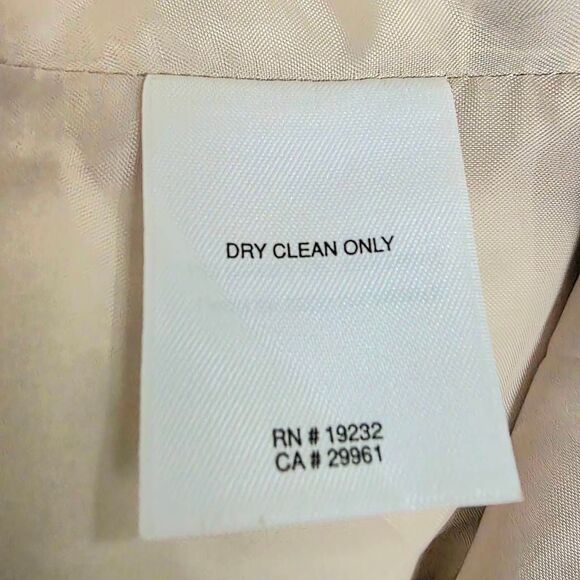 DRY CLEAN ONLY
RN # 19232
CA # 29961